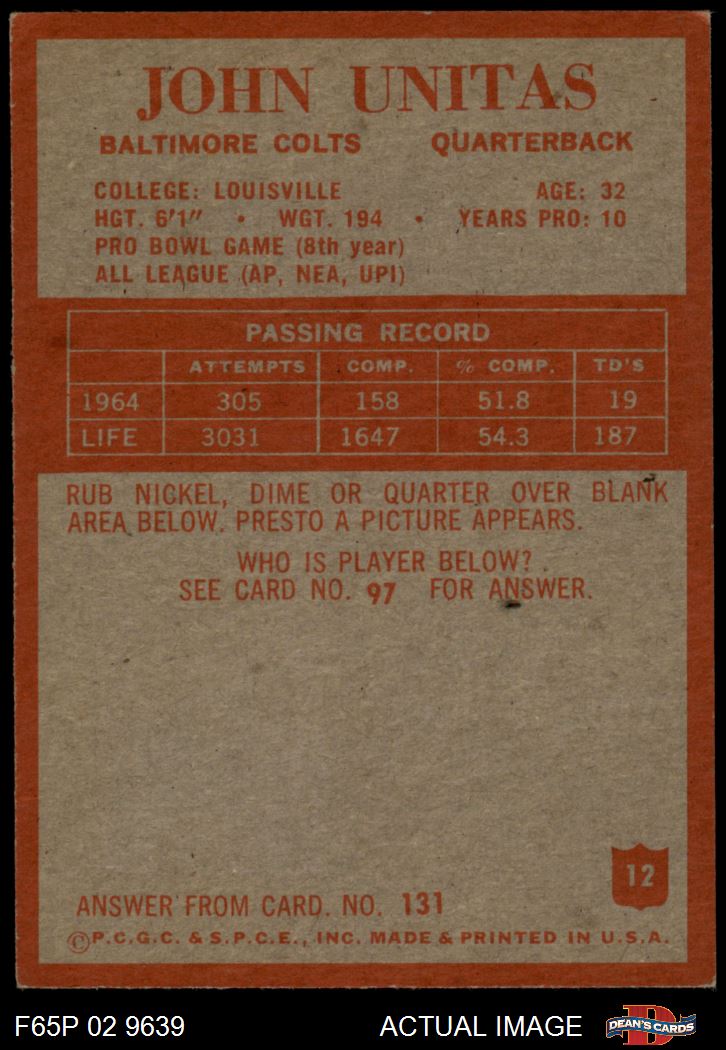 JOHN UNITAS
BALTIMORE COLTS QUARTERBACK
COLLEGE: LOUISVILLE AGE: 32
HGT. 6'1" • WGT. 194 • YEARS PRO: 10
PRO BOWL GAME (8th year)
ALL LEAGUE (AP, NEA, UPI)
PASSING RECORD
ATTEMPTS COMP. % COMP. TD'S
1964 305 158 51.8 19
LIFE 3031 1647 54.3 187
RUB NICKEL, DIME OR QUARTER OVER BLANK
AREA BELOW. PRESTO A PICTURE APPEARS.
WHO IS PLAYER BELOW?
SEE CARD NO. 97 FOR ANSWER.
12
ANSWER FROM CARD. NO. 131
©P.C.G.C. & S.P.C.E., INC. MADE & PRINTED IN U.S.A.
F65P 02 9639 ACTUAL IMAGE D DEAN'S CARDS